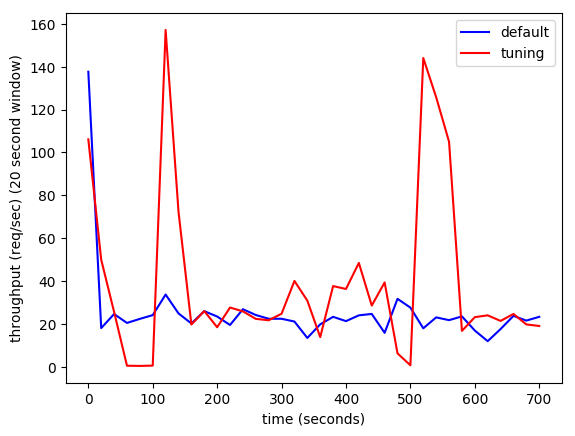 160
140
120
100
80
60
40
20
0
throughput (req/sec) (20 second window)
default
tuning
0 100 200 300 400 500 600 700
time (seconds)